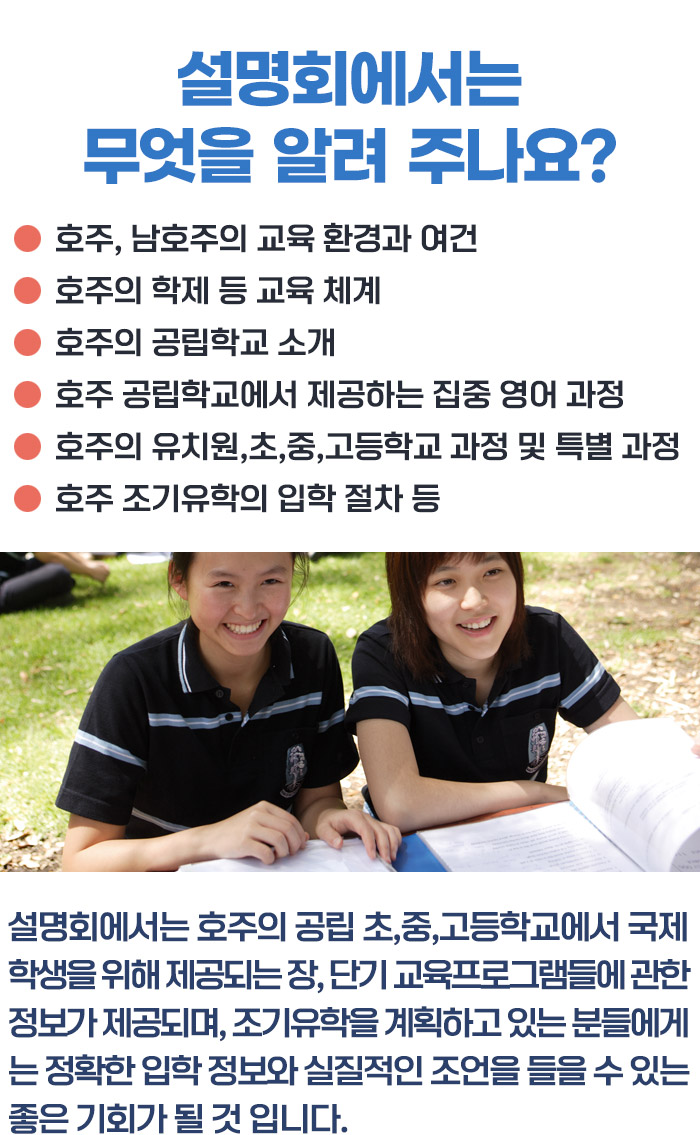 설명회에서는
무엇을 알려 주나요?
호주, 남호주의 교육 환경과 여건
호주의 학제 등 교육 체계
호주의 공립학교 소개
호주 공립학교에서 제공하는 집중 영어 과정
호주의 유치원,초,중,고등학교 과정 및 특별 과정
호주 조기유학의 입학 절차 등
설명회에서는 호주의 공립 초,중,고등학교에서 국제
학생을 위해 제공되는 장, 단기 교육프로그램들에 관한
정보가 제공되며, 조기유학을 계획하고 있는 분들에게
는 정확한 입학 정보와 실질적인 조언을 들을 수 있는
좋은 기회가 될 것 입니다.